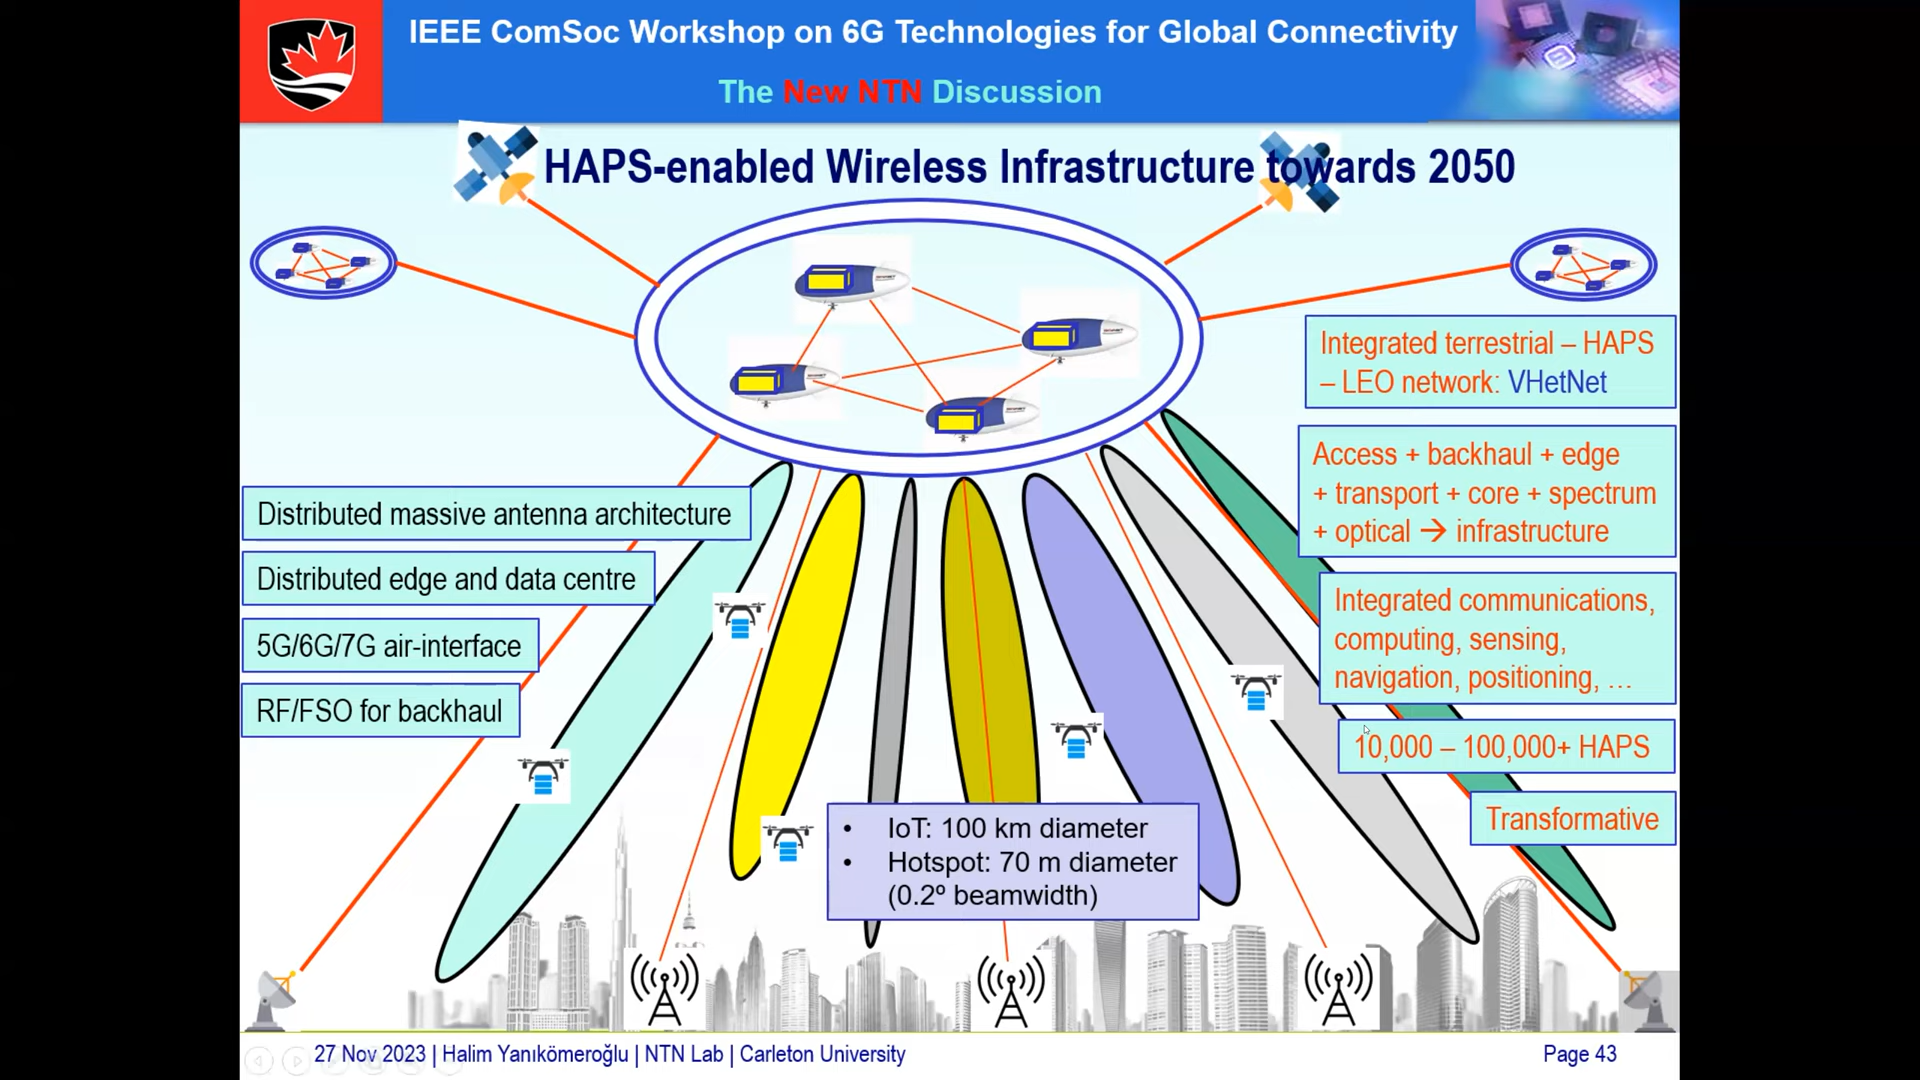 IEEE ComSoc Workshop on 6G Technologies for Global Connectivity
The New NTN Discussion
HAPS-enabled Wireless Infrastructure towards 2050
Integrated terrestrial – HAPS
– LEO network: VHetNet
Access + backhaul + edge
+ transport + core + spectrum
+ optical → infrastructure
Integrated communications,
computing, sensing,
navigation, positioning, …
10,000 – 100,000+ HAPS
Transformative
Distributed massive antenna architecture
Distributed edge and data centre
5G/6G/7G air-interface
RF/FSO for backhaul
• IoT: 100 km diameter
• Hotspot: 70 m diameter
(0.2º beamwidth)
27 Nov 2023 | Halim Yanıkömeroğlu | NTN Lab | Carleton University
Page 43